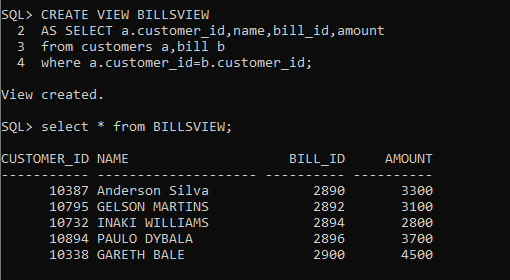 SQL> CREATE VIEW BILLSVIEW
  2  AS SELECT a.customer_id,name,bill_id,amount
  3  from customers a,bill b
  4  where a.customer_id=b.customer_id;

View created.

SQL> select * from BILLSVIEW;

CUSTOMER_ID NAME                    BILL_ID     AMOUNT
----------- -------------------- ---------- ----------
      10387 Anderson Silva             2890       3300
      10795 GELSON MARTINS             2892       3100
      10732 INAKI WILLIAMS             2894       2800
      10894 PAULO DYBALA               2896       3700
      10338 GARETH BALE                2900       4500